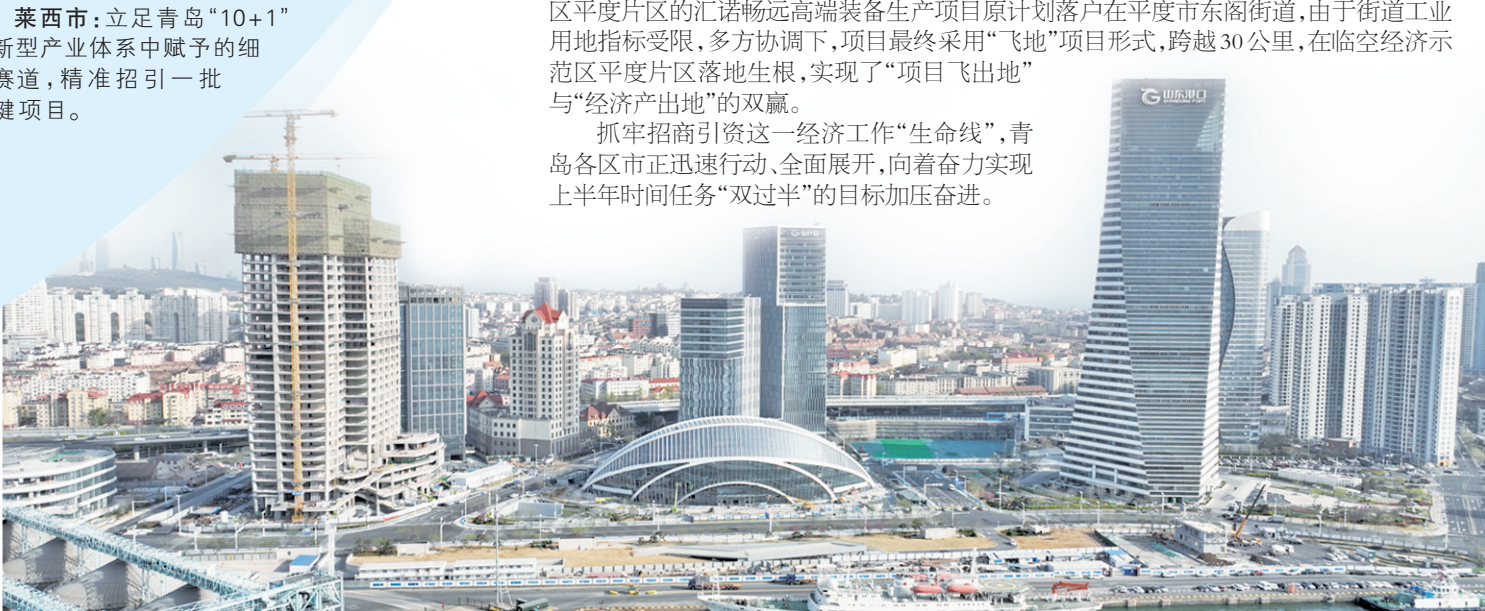 莱西市：立足青岛“10+1”
新型产业体系中赋予的细
赛道，精准招引一批
键项目。
区平度片区的汇诺畅远高端装备生产项目原计划落户在平度市东阁街道，由于街道工业
用地指标受限，多方协调下，项目最终采用“飞地”项目形式，跨越30公里，在临空经济示
范区平度片区落地生根，实现了“项目飞出地”
与“经济产出地”的双赢。
抓牢招商引资这一经济工作“生命线”，青
岛各区市正迅速行动、全面展开，向着奋力实现
上半年时间任务“双过半”的目标加压奋进。
山东港口
SHANDONG PORT